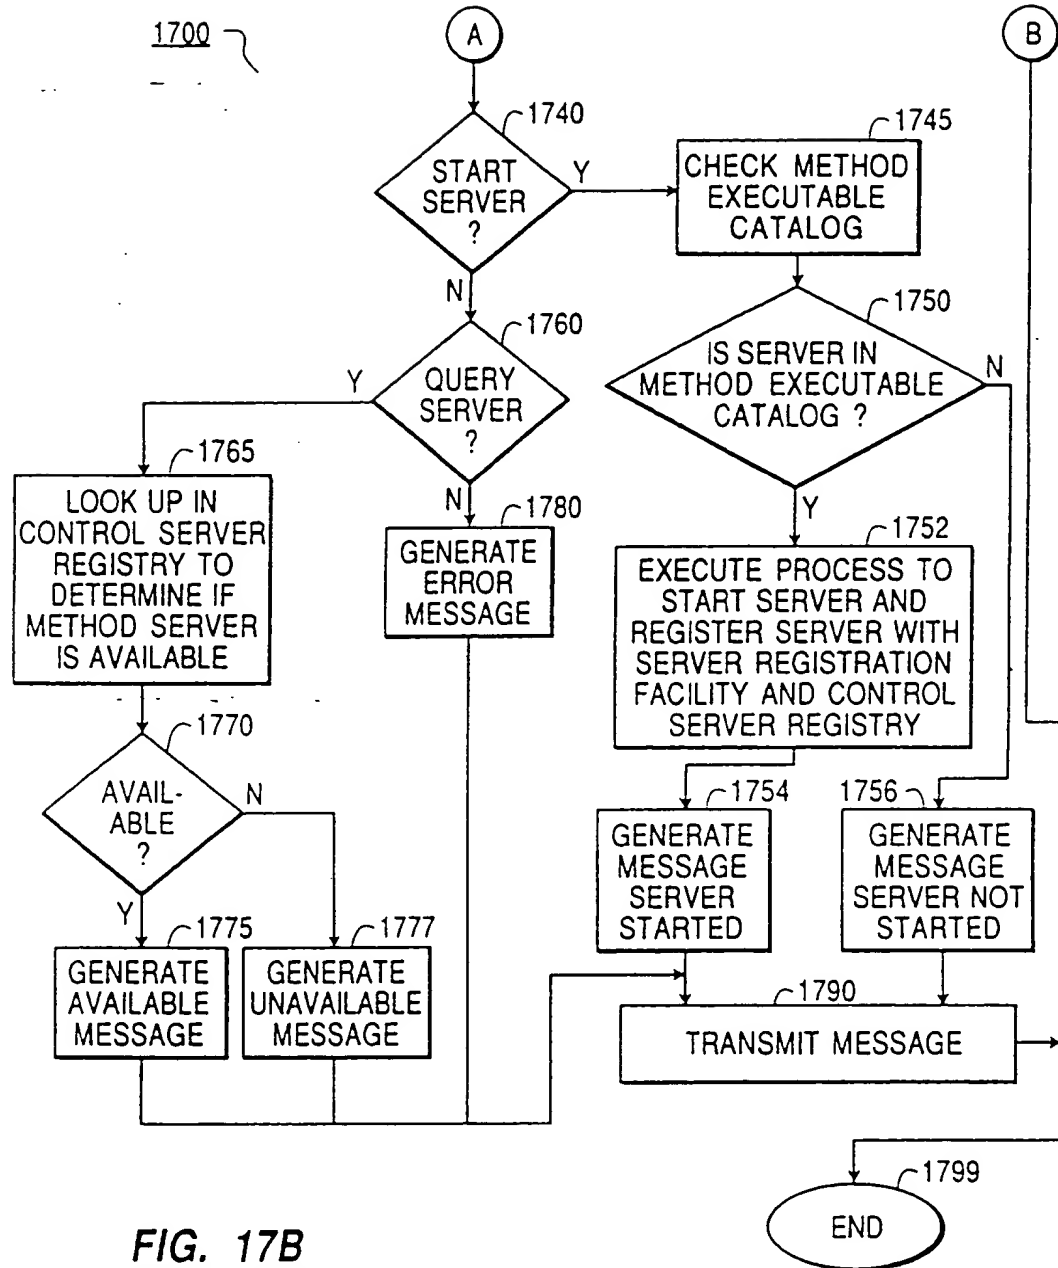 1700
A
B
1740
START
SERVER
?
Y
N
1745
CHECK METHOD
EXECUTABLE
CATALOG
1750
IS SERVER IN
METHOD EXECUTABLE
CATALOG ?
N
Y
1760
QUERY
SERVER
?
Y
N
1765
LOOK UP IN
CONTROL SERVER
REGISTRY TO
DETERMINE IF
METHOD SERVER
IS AVAILABLE
1780
GENERATE
ERROR
MESSAGE
1752
EXECUTE PROCESS TO
START SERVER AND
REGISTER SERVER WITH
SERVER REGISTRATION
FACILITY AND CONTROL
SERVER REGISTRY
1770
AVAIL-
ABLE
?
N
Y
1754
GENERATE
MESSAGE
SERVER
STARTED
1756
GENERATE
MESSAGE
SERVER NOT
STARTED
1775
GENERATE
AVAILABLE
MESSAGE
1777
GENERATE
UNAVAILABLE
MESSAGE
1790
TRANSMIT MESSAGE
1799
END
FIG. 17B